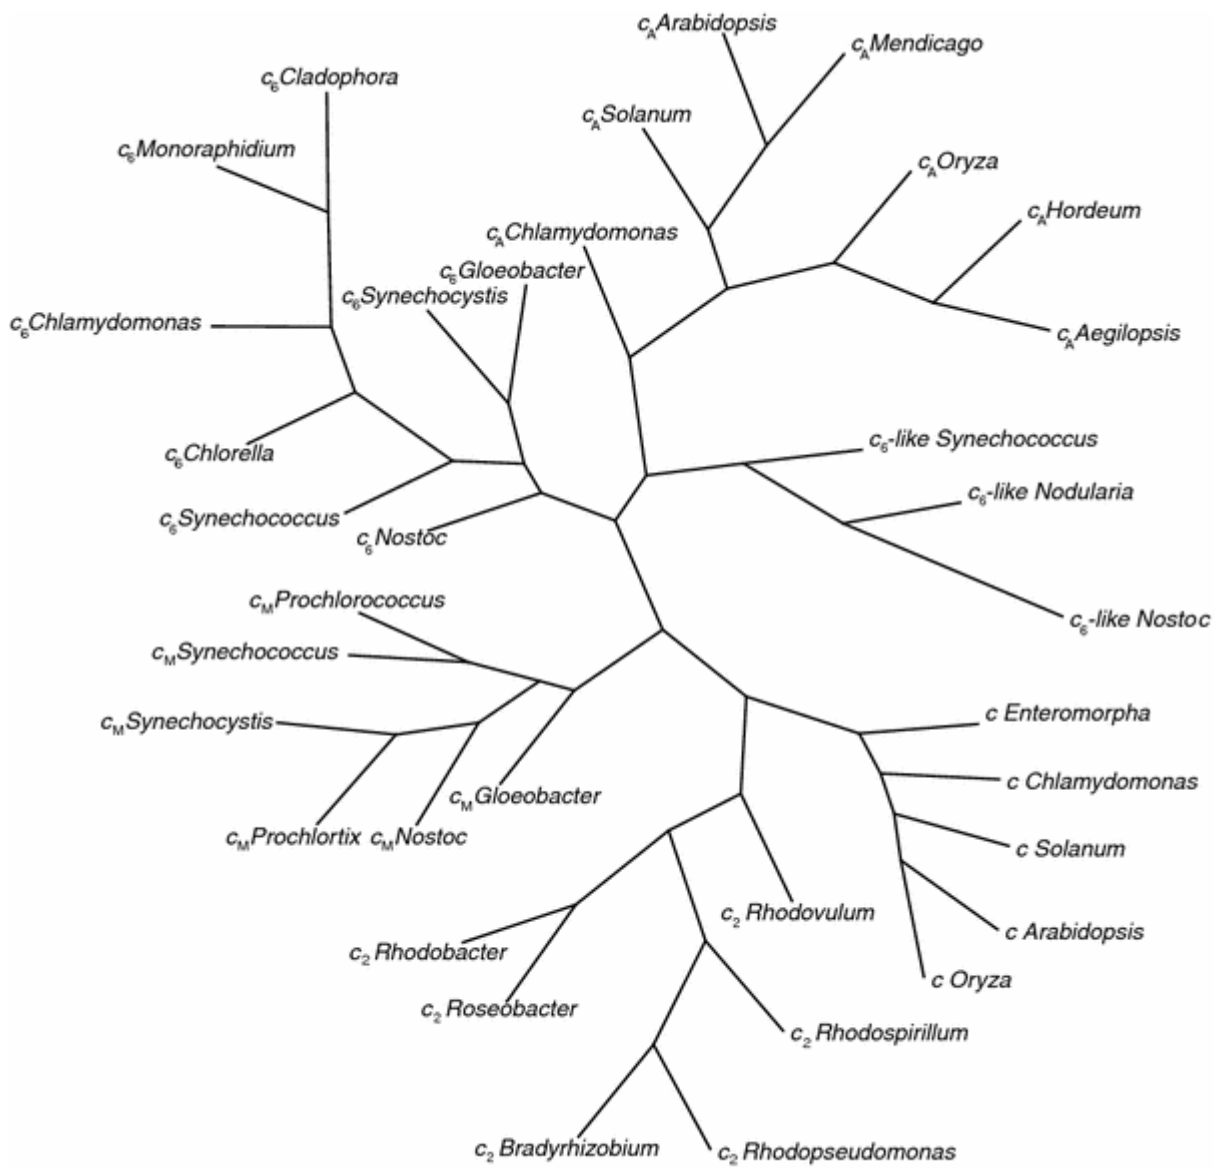 c₆Cladophora
c₆Monoraphidium
c₆Chlamydomonas
c₆Chlorella
c₆Synechococcus
c₆Nostoc
c₆Synechocystis
c₆Gloeobacter
cAChlamydomonas
cASolanum
cAArabidopsis
cAMendicago
cAOryza
cAHordeum
cAAegilopsis
c₆-like Synechococcus
c₆-like Nodularia
c₆-like Nostoc
cMProchlorococcus
cMSynechococcus
cMSynechocystis
cMProchlortix
cMNostoc
cMGloeobacter
c Enteromorpha
c Chlamydomonas
c Solanum
c Arabidopsis
c Oryza
c₂ Rhodovulum
c₂ Rhodobacter
c₂ Roseobacter
c₂ Rhodospirillum
c₂ Bradyrhizobium
c₂ Rhodopseudomonas